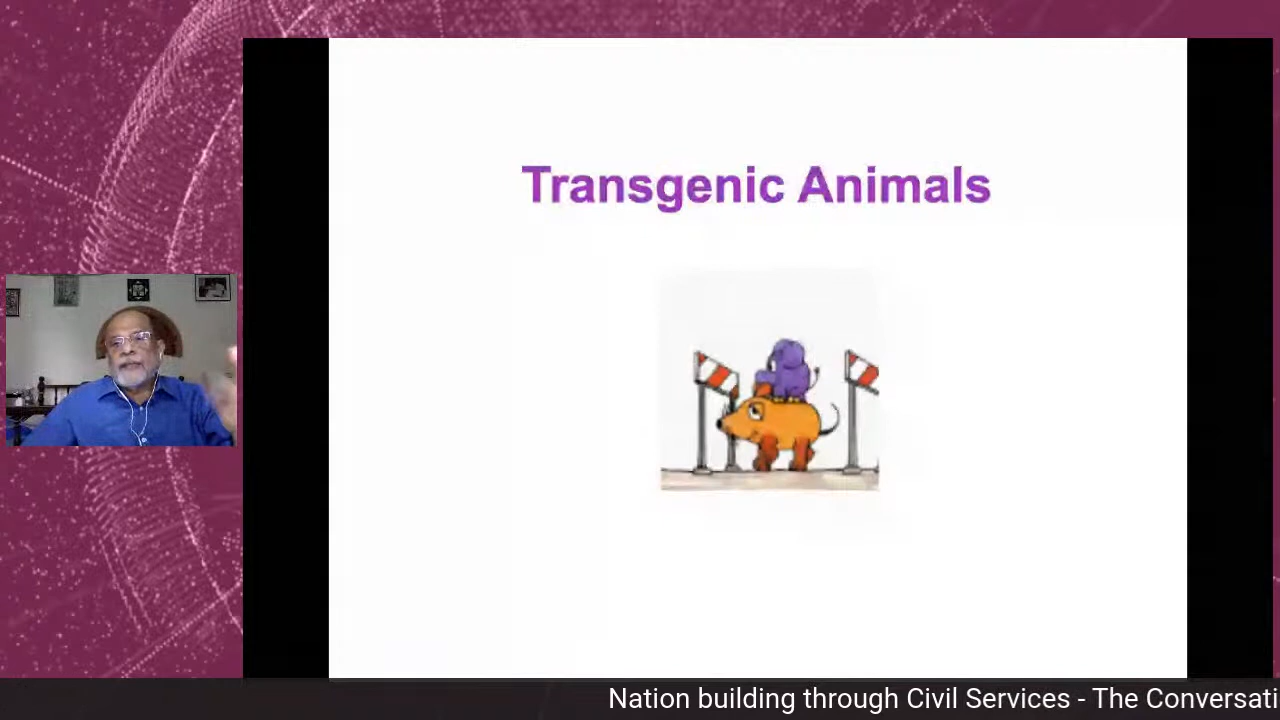 Transgenic Animals
Nation building through Civil Services - The Conversati